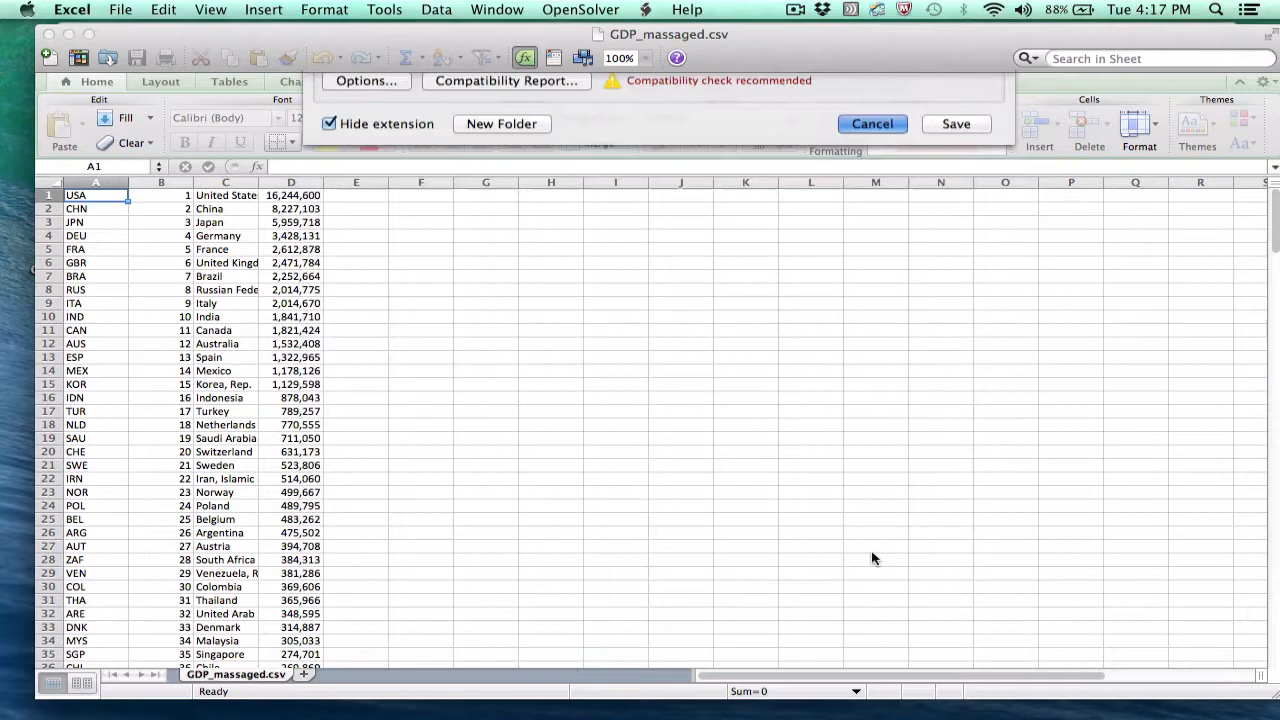 Excel File Edit View Insert Format Tools Data Window OpenSolver Help 88% Tue 4:17 PM
GDP_massaged.csv
100% Search in Sheet
Home Layout Tables Options... Compatibility Report... Compatibility check recommended
Edit Font Cells Themes
Fill Calibri (Body) Hide extension New Folder Cancel Save
Paste Clear B I U Insert Delete Format Themes Aa
Formatting
A1 fx
A B C D E F G H I J K L M N O P Q R
1 USA 1 United State 16,244,600
2 CHN 2 China 8,227,103
3 JPN 3 Japan 5,959,718
4 DEU 4 Germany 3,428,131
5 FRA 5 France 2,612,878
6 GBR 6 United Kingd 2,471,784
7 BRA 7 Brazil 2,252,664
8 RUS 8 Russian Fede 2,014,775
9 ITA 9 Italy 2,014,670
10 IND 10 India 1,841,710
11 CAN 11 Canada 1,821,424
12 AUS 12 Australia 1,532,408
13 ESP 13 Spain 1,322,965
14 MEX 14 Mexico 1,178,126
15 KOR 15 Korea, Rep. 1,129,598
16 IDN 16 Indonesia 878,043
17 TUR 17 Turkey 789,257
18 NLD 18 Netherlands 770,555
19 SAU 19 Saudi Arabia 711,050
20 CHE 20 Switzerland 631,173
21 SWE 21 Sweden 523,806
22 IRN 22 Iran, Islamic 514,060
23 NOR 23 Norway 499,667
24 POL 24 Poland 489,795
25 BEL 25 Belgium 483,262
26 ARG 26 Argentina 475,502
27 AUT 27 Austria 394,708
28 ZAF 28 South Africa 384,313
29 VEN 29 Venezuela, R 381,286
30 COL 30 Colombia 369,606
31 THA 31 Thailand 365,966
32 ARE 32 United Arab 348,595
33 DNK 33 Denmark 314,887
34 MYS 34 Malaysia 305,033
35 SGP 35 Singapore 274,701
GDP_massaged.csv
Ready Sum=0